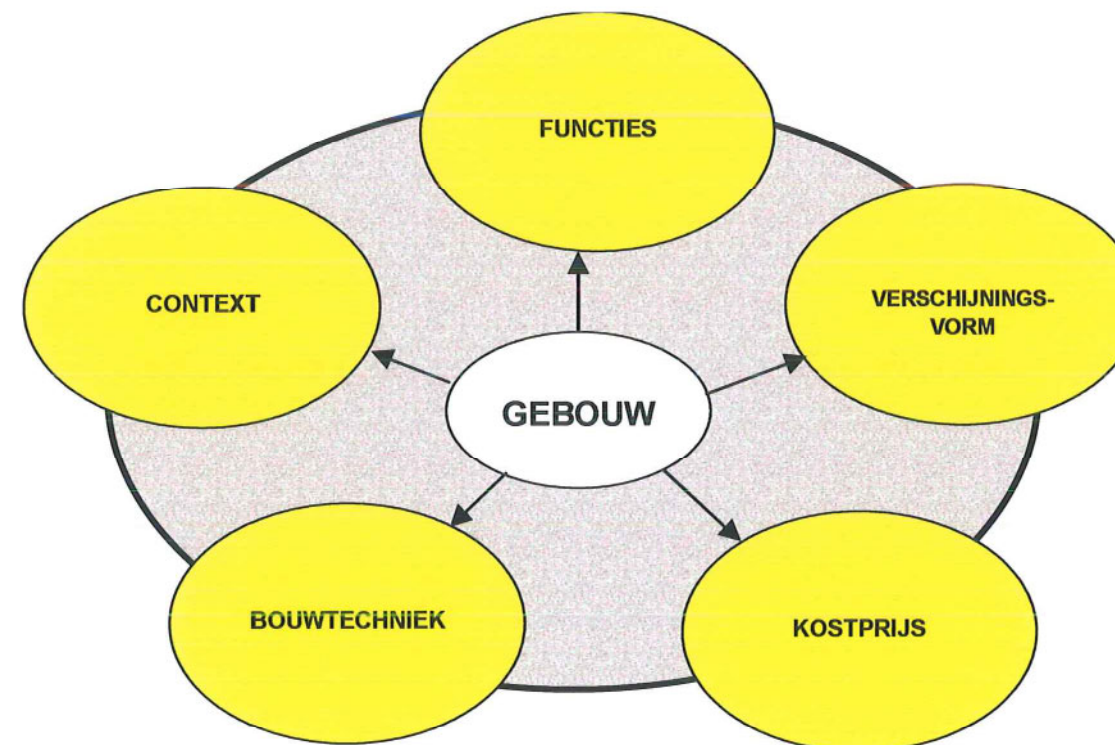 FUNCTIES
CONTEXT
VERSCHIJNINGS-
VORM
GEBOUW
BOUWTECHNIEK
KOSTPRIJS